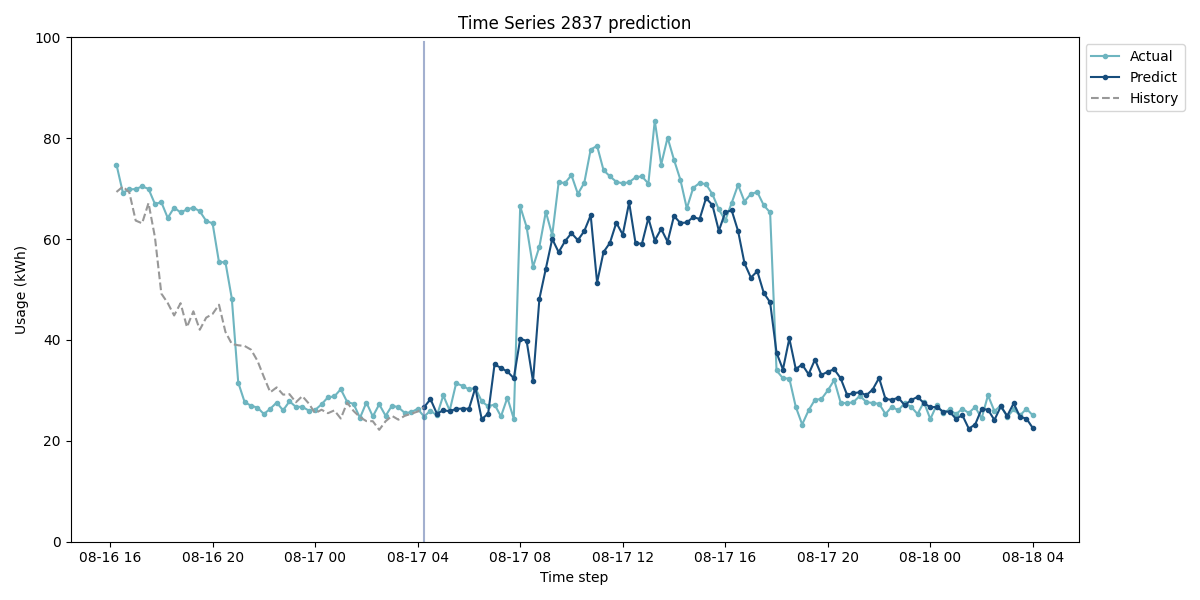 Time Series 2837 prediction
100
80
60
40
20
0
Usage (kWh)
08-16 16
08-16 20
08-17 00
08-17 04
08-17 08
08-17 12
08-17 16
08-17 20
08-18 00
08-18 04
Time step
Actual
Predict
History